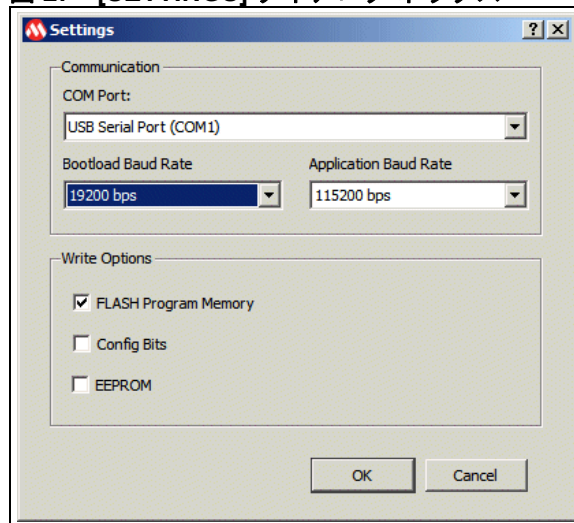 Settings
Communication
COM Port:
USB Serial Port (COM1)
Bootload Baud Rate Application Baud Rate
19200 bps 115200 bps
Write Options
FLASH Program Memory
Config Bits
EEPROM
OK Cancel